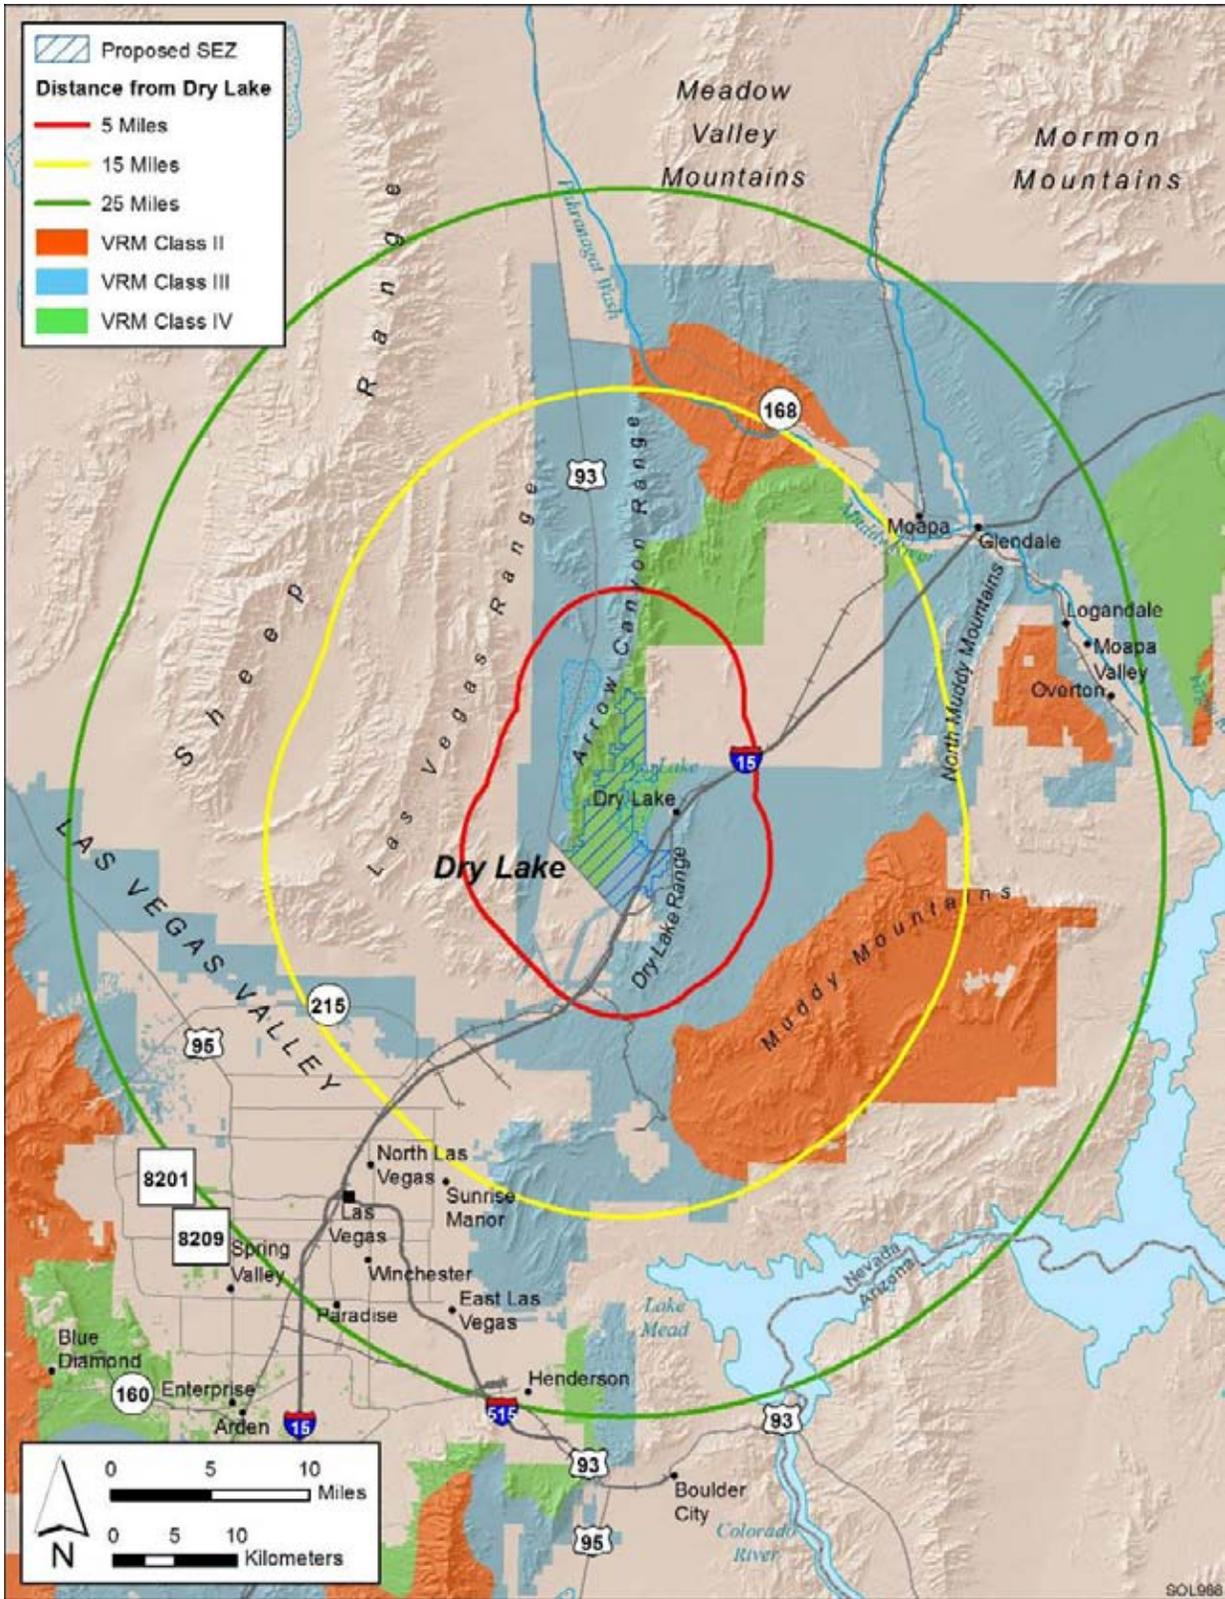 Proposed SEZ
Distance from Dry Lake
5 Miles
15 Miles
25 Miles
VRM Class II
VRM Class III
VRM Class IV
Meadow
Valley
Mountains
Mormon
Mountains
Pahranagat Wash
Sheep Range
168
93
Las Vegas Range
Arrow Canyon Range
Moapa
Muddy River
Glendale
North Muddy Mountains
Logandale
Moapa
Valley
Overton
15
Dry Lake
Dry Lake
Dry Lake
Dry Lake Range
LAS VEGAS VALLEY
Muddy Mountains
215
95
8201
North Las
Vegas
Sunrise
Manor
Las
Vegas
8209
Spring
Valley
Winchester
Nevada
Arizona
Paradise
East Las
Vegas
Lake
Mead
Blue
Diamond
160
Enterprise
Arden
Henderson
15
515
93
93
Boulder
City
95
Colorado
River
0 5 10
Miles
0 5 10
Kilometers
N
SOL988